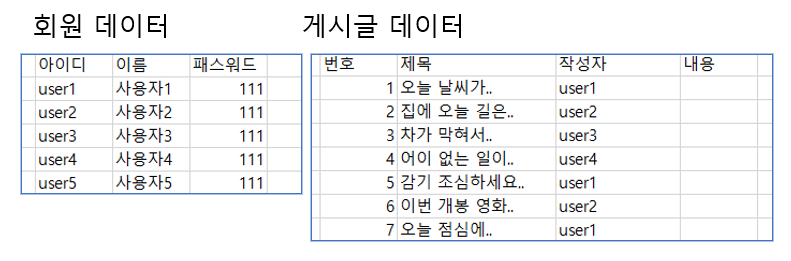 회원 데이터
아이디 이름 패스워드
user1 사용자1 111
user2 사용자2 111
user3 사용자3 111
user4 사용자4 111
user5 사용자5 111
게시글 데이터
번호 제목 작성자 내용
1 오늘 날씨가.. user1
2 집에 오늘 길은.. user2
3 차가 막혀서.. user3
4 어이 없는 일이.. user4
5 감기 조심하세요.. user1
6 이번 개봉 영화.. user2
7 오늘 점심에.. user1